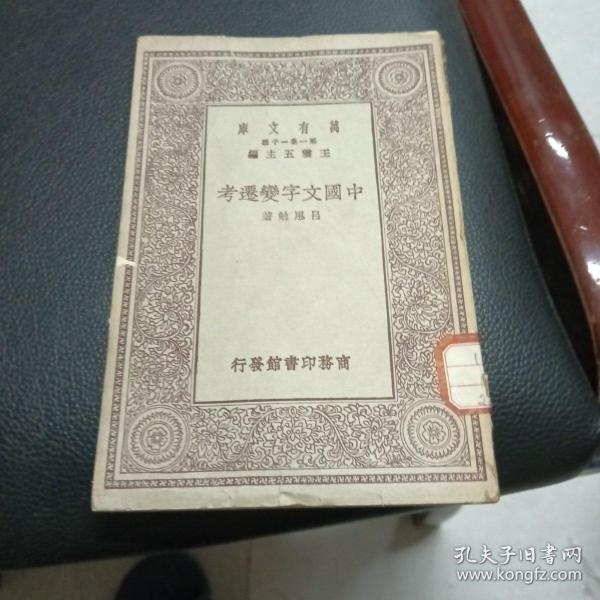 萬有文庫
第一集一千種
王雲五主編
中國文字變遷考
呂思勉著
商務印書館發行
孔夫子旧书网
www.kongfz.com